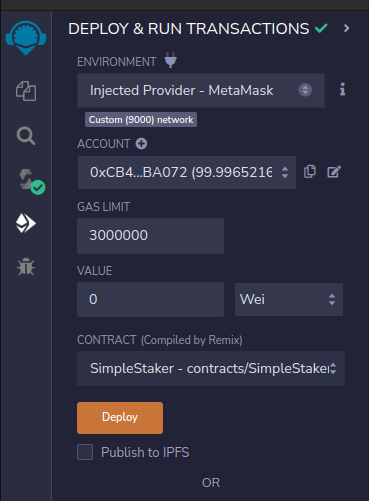 DEPLOY & RUN TRANSACTIONS
ENVIRONMENT
Injected Provider - MetaMask
Custom (9000) network
ACCOUNT
0xCB4...BA072 (99.9965216
GAS LIMIT
3000000
VALUE
0 Wei
CONTRACT (Compiled by Remix)
SimpleStaker - contracts/SimpleStaker
Deploy
Publish to IPFS
OR